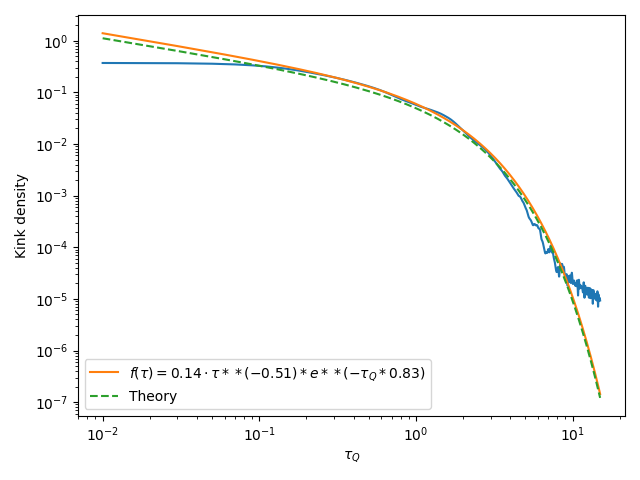 10⁰
10⁻¹
10⁻²
10⁻³
10⁻⁴
10⁻⁵
10⁻⁶
10⁻⁷
Kink density
f(τ) = 0.14 · τ * *(−0.51) * e * *(−τ_Q * 0.83)
Theory
10⁻² 10⁻¹ 10⁰ 10¹
τ_Q